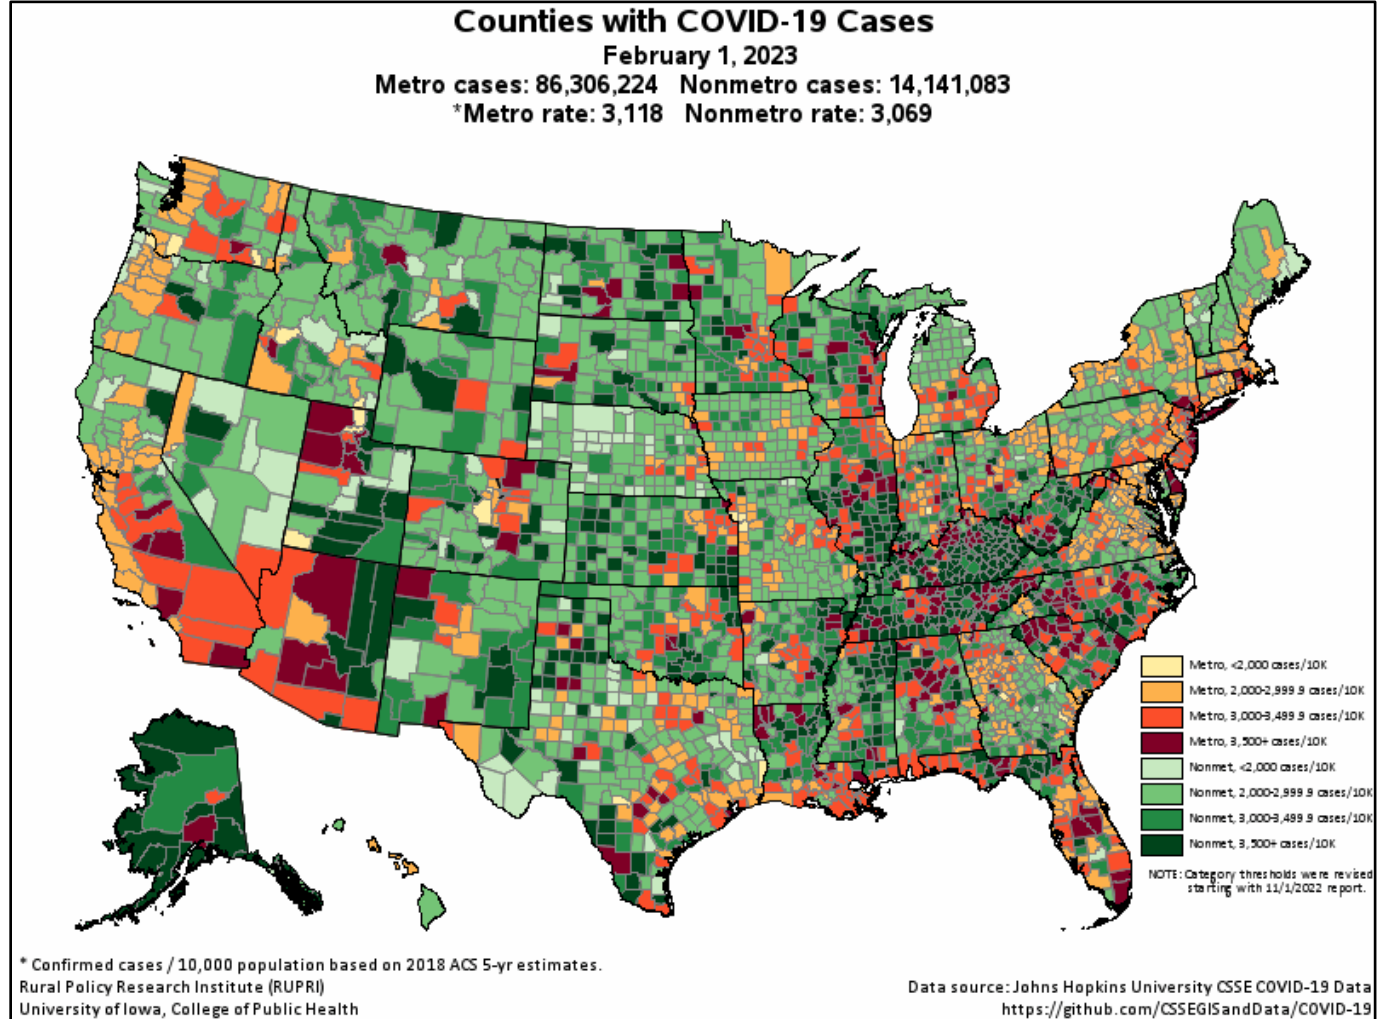 Counties with COVID-19 Cases
February 1, 2023
Metro cases: 86,306,224 Nonmetro cases: 14,141,083
*Metro rate: 3,118 Nonmetro rate: 3,069
Metro, <2,000 cases/10K
Metro, 2,000-2,999.9 cases/10K
Metro, 3,000-3,499.9 cases/10K
Metro, 3,500+ cases/10K
Nonmet, <2,000 cases/10K
Nonmet, 2,000-2,999.9 cases/10K
Nonmet, 3,000-3,499.9 cases/10K
Nonmet, 3,500+ cases/10K
NOTE: Category thresholds were revised
starting with 11/1/2022 report.
* Confirmed cases / 10,000 population based on 2018 ACS 5-yr estimates.
Rural Policy Research Institute (RUPRI)
University of Iowa, College of Public Health
Data source: Johns Hopkins University CSSE COVID-19 Data
https://github.com/CSSEGISandData/COVID-19